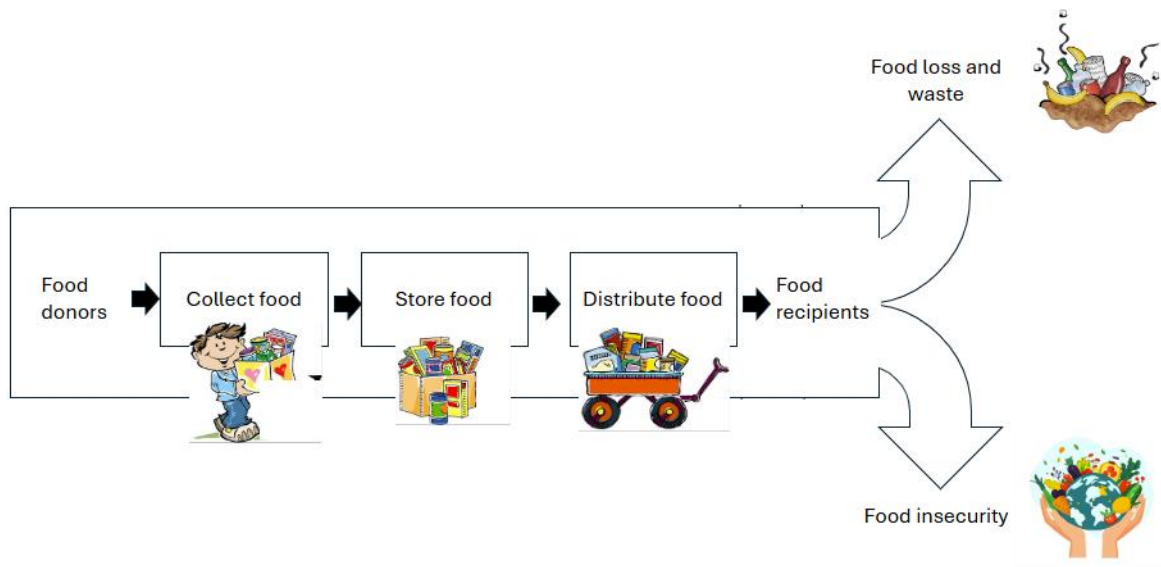 Food loss and
waste
Food
donors
Collect food
Store food
Distribute food
Food
recipients
Food insecurity